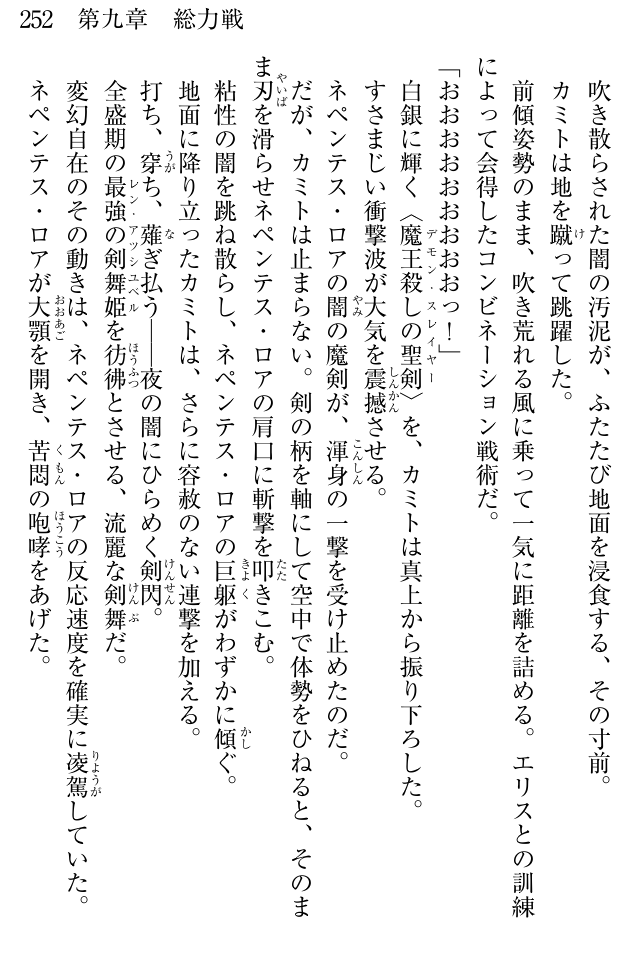 252　第九章　総力戦
吹き散らされた闇の汚泥が、ふたたび地面を浸食する、その寸前。
カミトは地を蹴って跳躍した。
前傾姿勢のまま、吹き荒れる風に乗って一気に距離を詰める。エリスとの訓練
によって会得したコンビネーション戦術だ。
「おおおおおおおおおっ！」
白銀に輝く〈魔王殺しの聖剣〉を、カミトは真上から振り下ろした。
すさまじい衝撃波が大気を震撼させる。
ネペンテス・ロアの闇の魔剣が、渾身の一撃を受け止めたのだ。
だが、カミトは止まらない。剣の柄を軸にして空中で体勢をひねると、そのま
ま刃を滑らせネペンテス・ロアの肩口に斬撃を叩きこむ。
粘性の闇を跳ね散らし、ネペンテス・ロアの巨躯がわずかに傾ぐ。
地面に降り立ったカミトは、さらに容赦のない連撃を加える。
打ち、穿ち、薙ぎ払う――夜の闇にひらめく剣閃。
全盛期の最強の剣舞姫を彷彿とさせる、流麗な剣舞だ。
変幻自在のその動きは、ネペンテス・ロアの反応速度を確実に凌駕していた。
ネペンテス・ロアが大顎を開き、苦悶の咆哮をあげた。